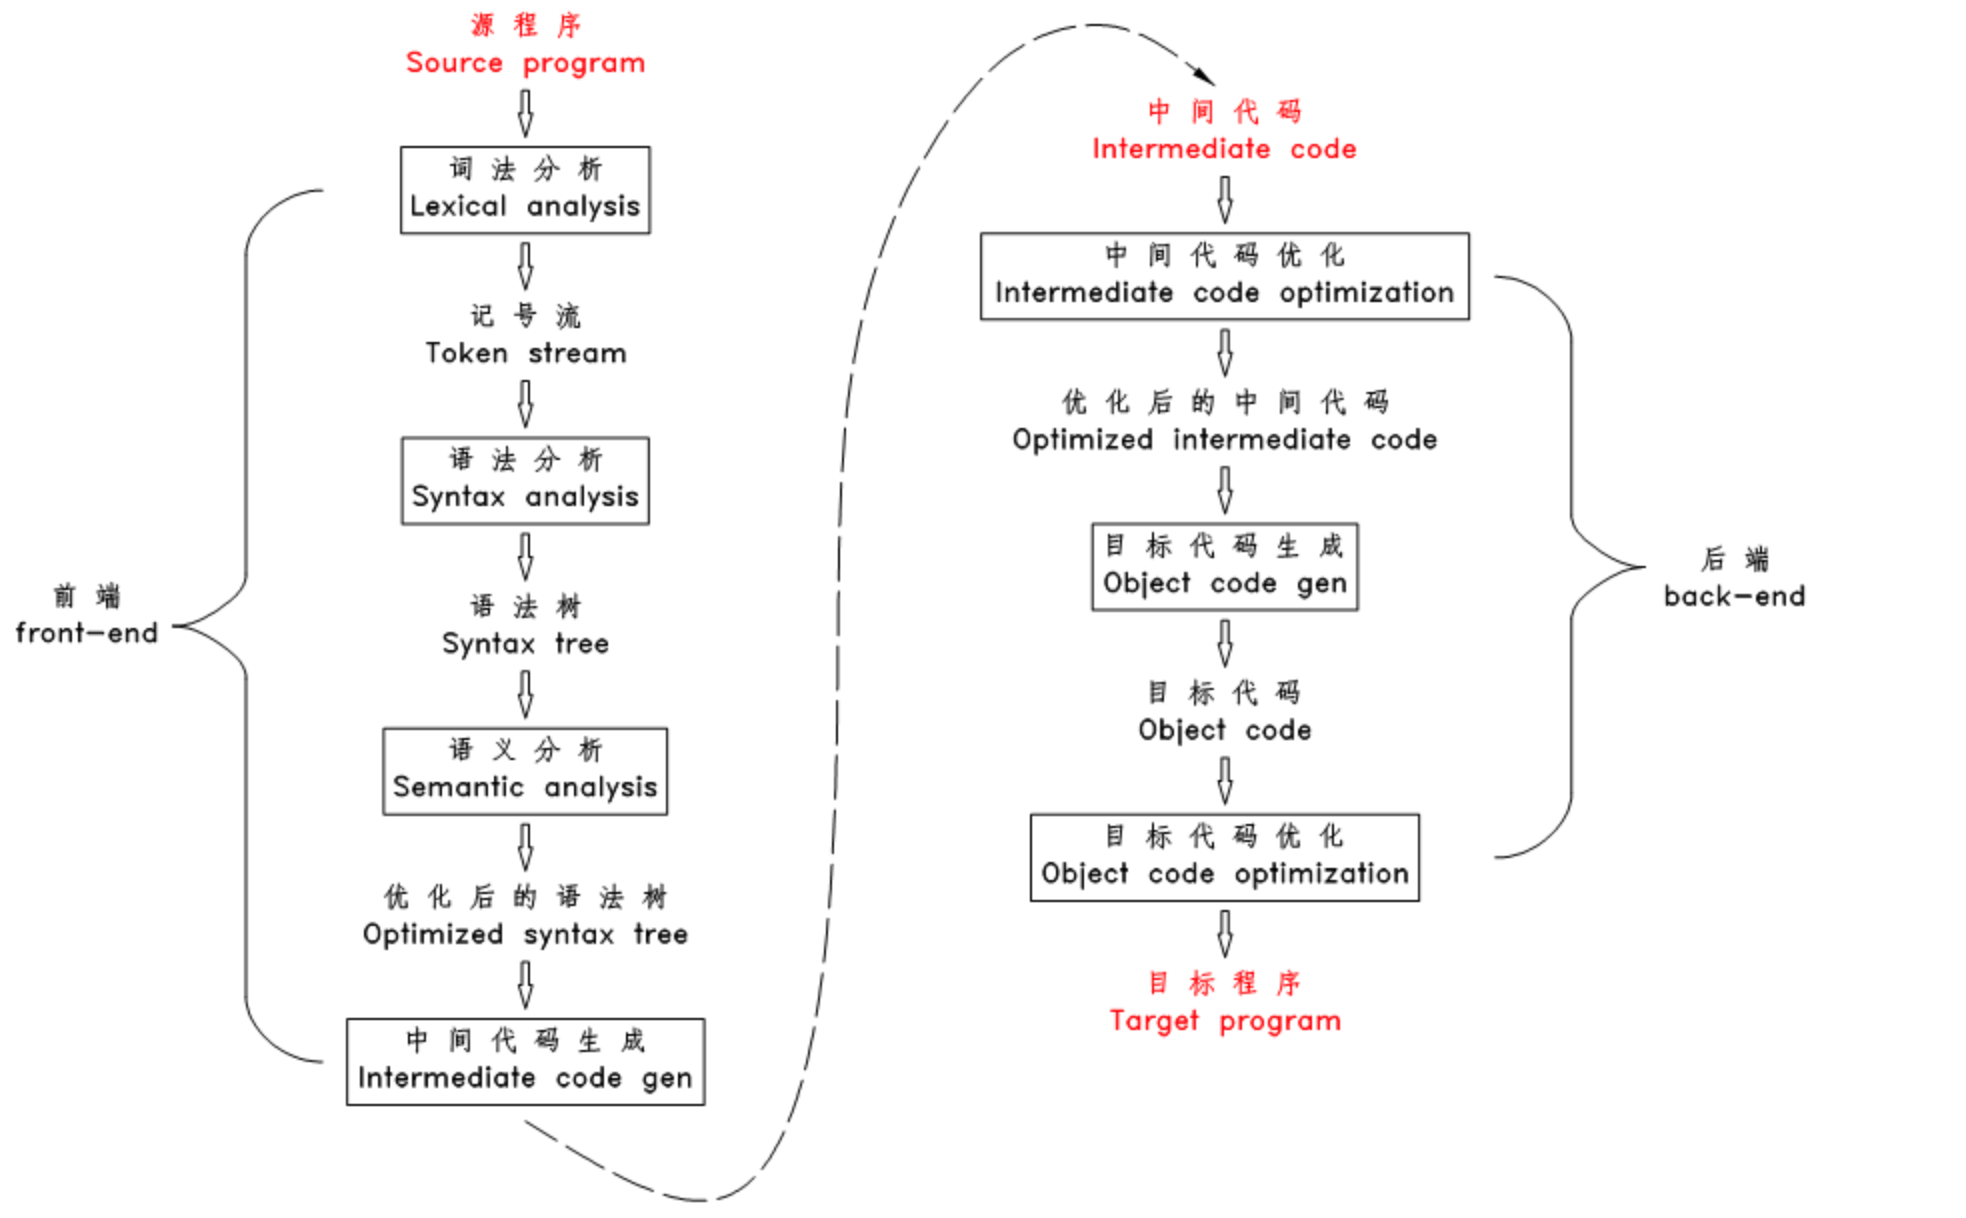 源程序
Source program
词法分析
Lexical analysis
记号流
Token stream
语法分析
Syntax analysis
语法树
Syntax tree
语义分析
Semantic analysis
优化后的语法树
Optimized syntax tree
中间代码生成
Intermediate code gen
前端
front-end
中间代码
Intermediate code
中间代码优化
Intermediate code optimization
优化后的中间代码
Optimized intermediate code
目标代码生成
Object code gen
目标代码
Object code
目标代码优化
Object code optimization
目标程序
Target program
后端
back-end